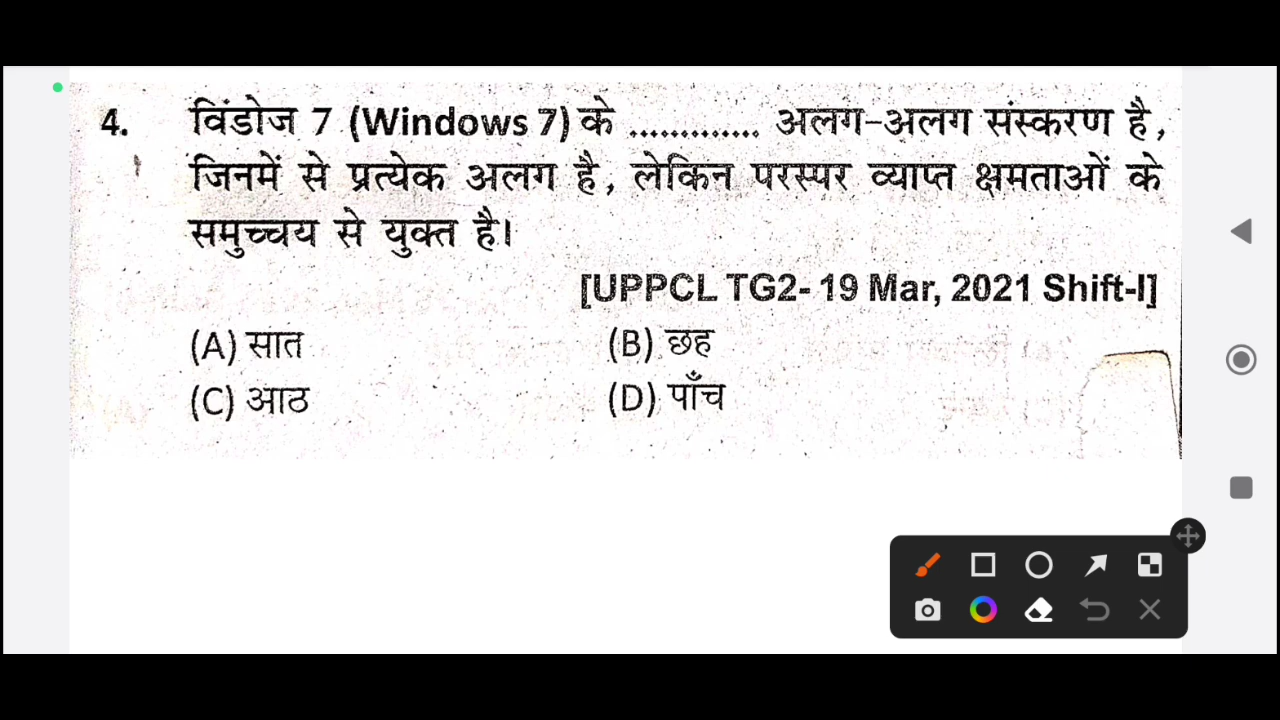 4. विंडोज 7 (Windows 7) के ............. अलग-अलग संस्करण है,
जिनमें से प्रत्येक अलग है, लेकिन परस्पर व्याप्त क्षमताओं के
समुच्चय से युक्त है।
[UPPCL TG2- 19 Mar, 2021 Shift-I]
(A) सात (B) छह
(C) आठ (D) पाँच